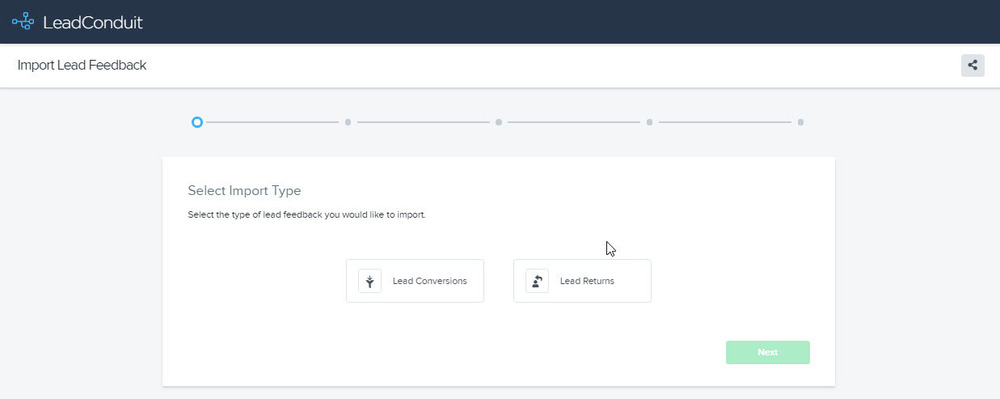 LeadConduit
Import Lead Feedback
Select Import Type
Select the type of lead feedback you would like to import.
Lead Conversions
Lead Returns
Next